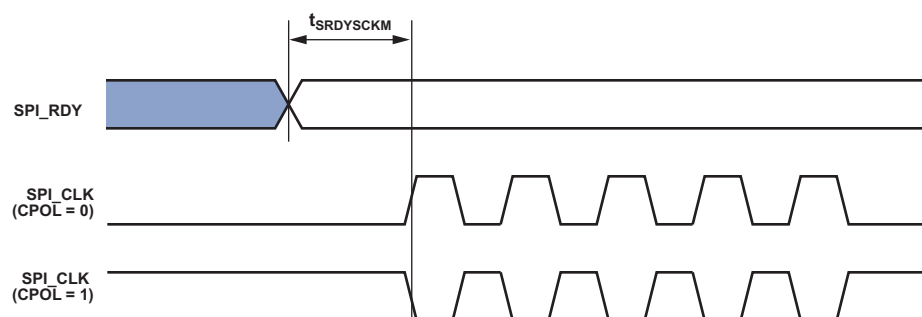 tSRDYSCKM
SPI_RDY
SPI_CLK
(CPOL = 0)
SPI_CLK
(CPOL = 1)